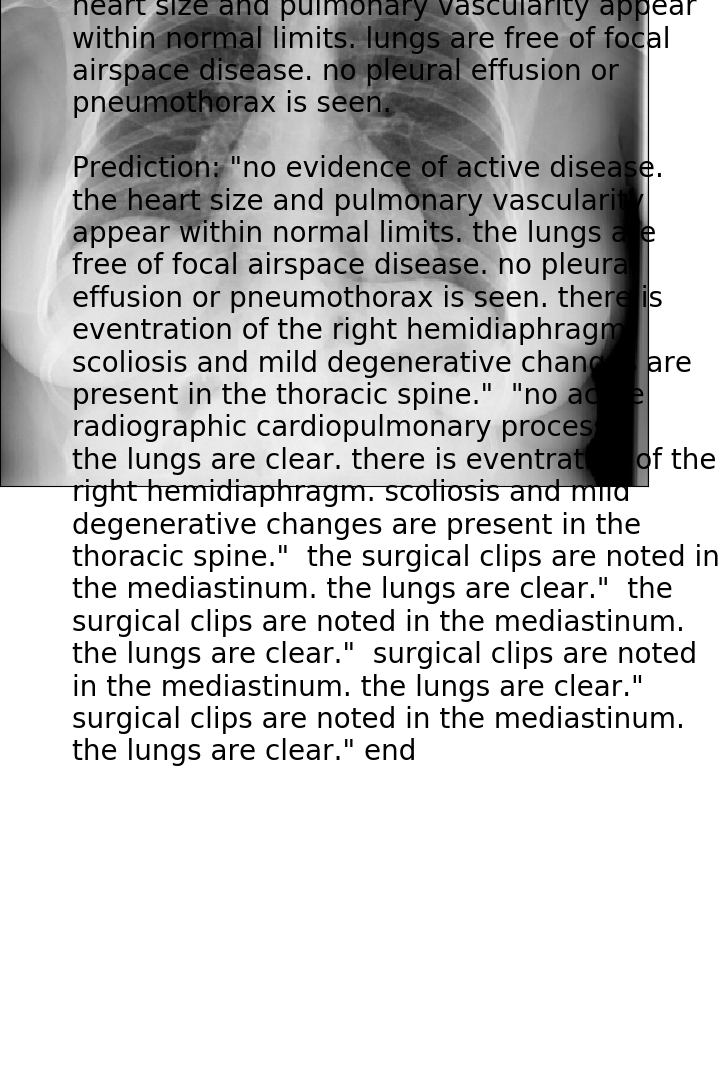 heart size and pulmonary vascularity appear
within normal limits. lungs are free of focal
airspace disease. no pleural effusion or
pneumothorax is seen.
Prediction: "no evidence of active disease.
the heart size and pulmonary vascularity
appear within normal limits. the lungs are
free of focal airspace disease. no pleural
effusion or pneumothorax is seen. there is
eventration of the right hemidiaphragm.
scoliosis and mild degenerative changes are
present in the thoracic spine."  "no active
radiographic cardiopulmonary process.
the lungs are clear. there is eventration of the
right hemidiaphragm. scoliosis and mild
degenerative changes are present in the
thoracic spine."  the surgical clips are noted in
the mediastinum. the lungs are clear."  the
surgical clips are noted in the mediastinum.
the lungs are clear."  surgical clips are noted
in the mediastinum. the lungs are clear."
surgical clips are noted in the mediastinum.
the lungs are clear." end